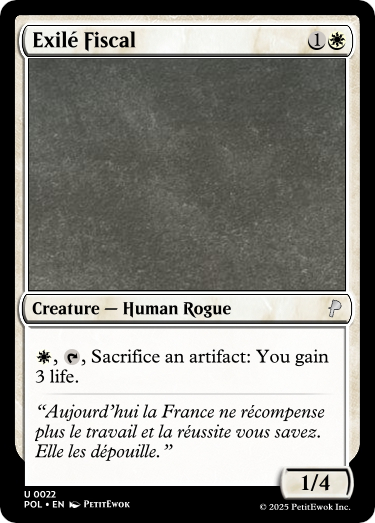 Exilé Fiscal 1
Creature — Human Rogue
, , Sacrifice an artifact: You gain
3 life.
“Aujourd’hui la France ne récompense
plus le travail et la réussite vous savez.
Elle les dépouille.”
1/4
U 0022
POL • EN PetitEwok
© 2025 PetitEwok Inc.